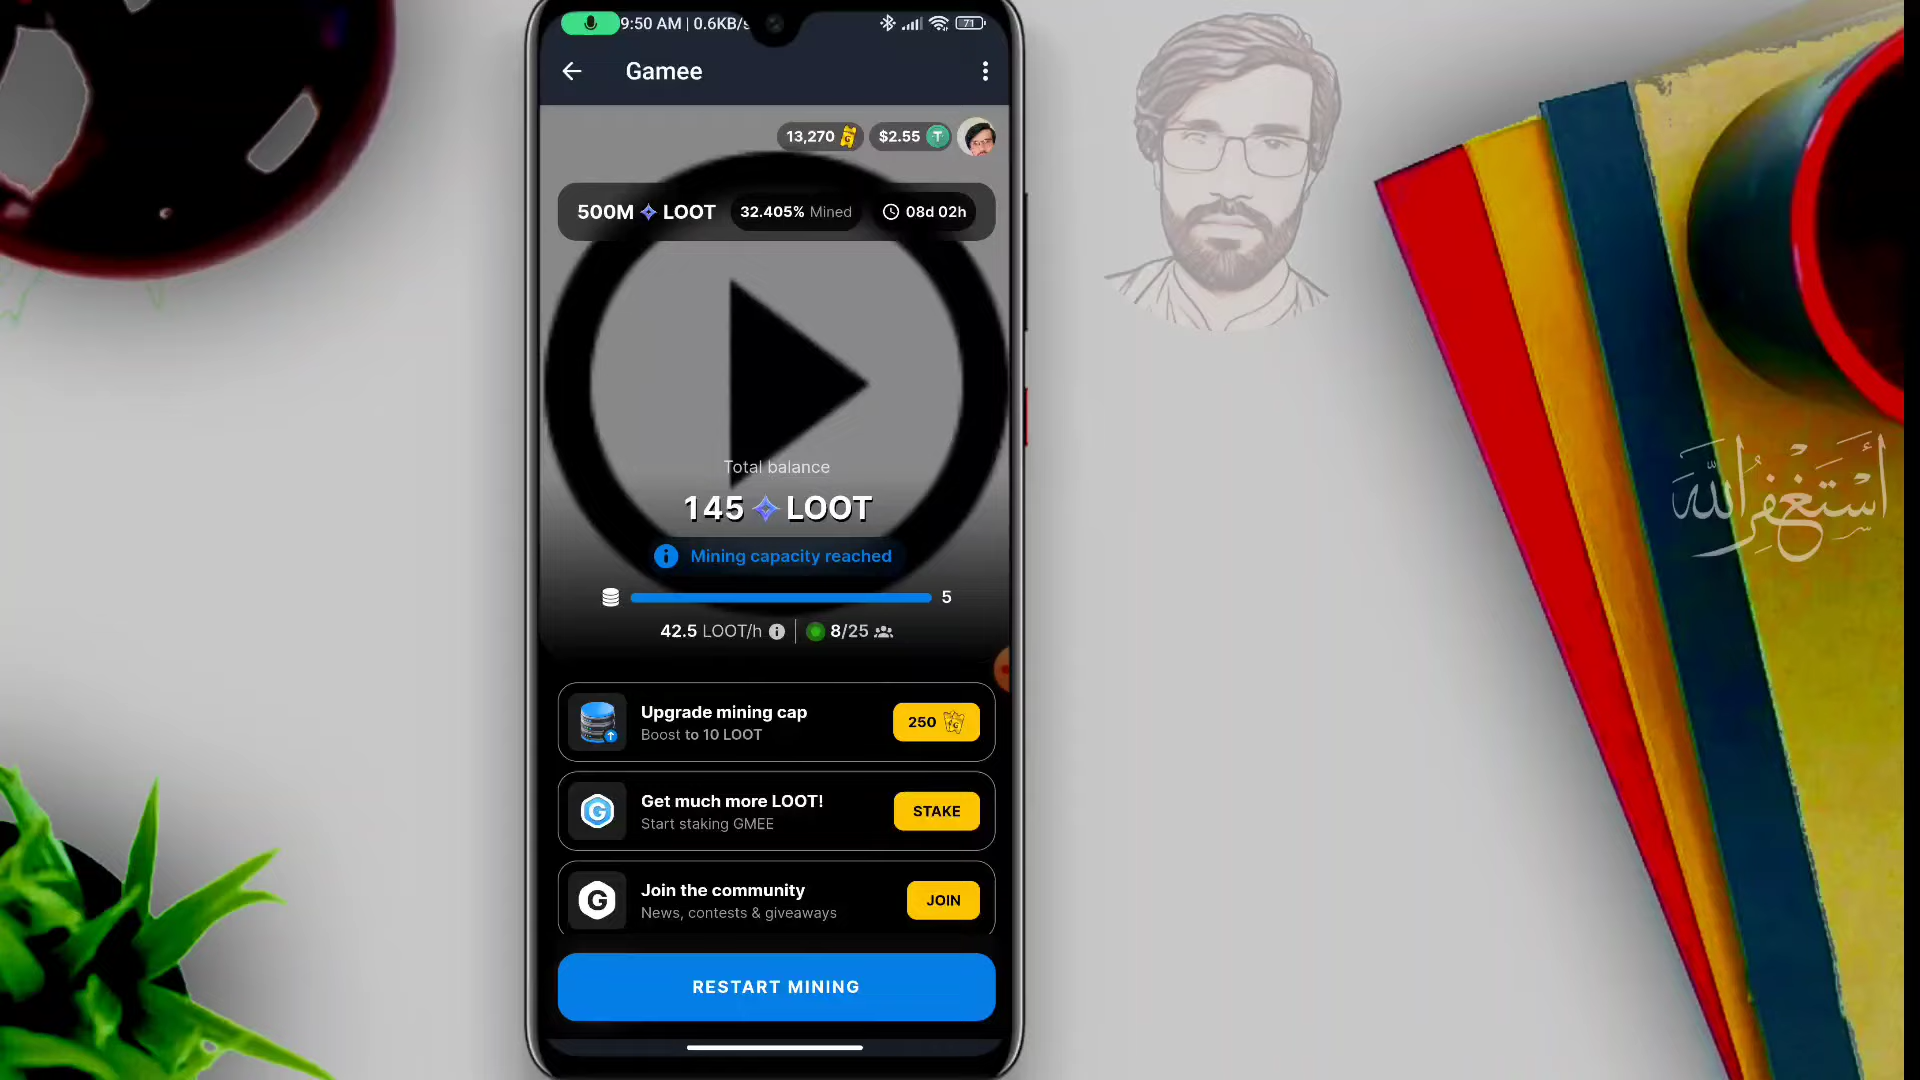 9:50 AM | 0.6KB/s
71
Gamee
13,270
$2.55
500M LOOT 32.405% Mined 08d 02h
Total balance
145 LOOT
Mining capacity reached
5
42.5 LOOT/h 8/25
Upgrade mining cap
Boost to 10 LOOT
250
Get much more LOOT!
Start staking GMEE
STAKE
Join the community
News, contests & giveaways
JOIN
RESTART MINING
أستغفر الله